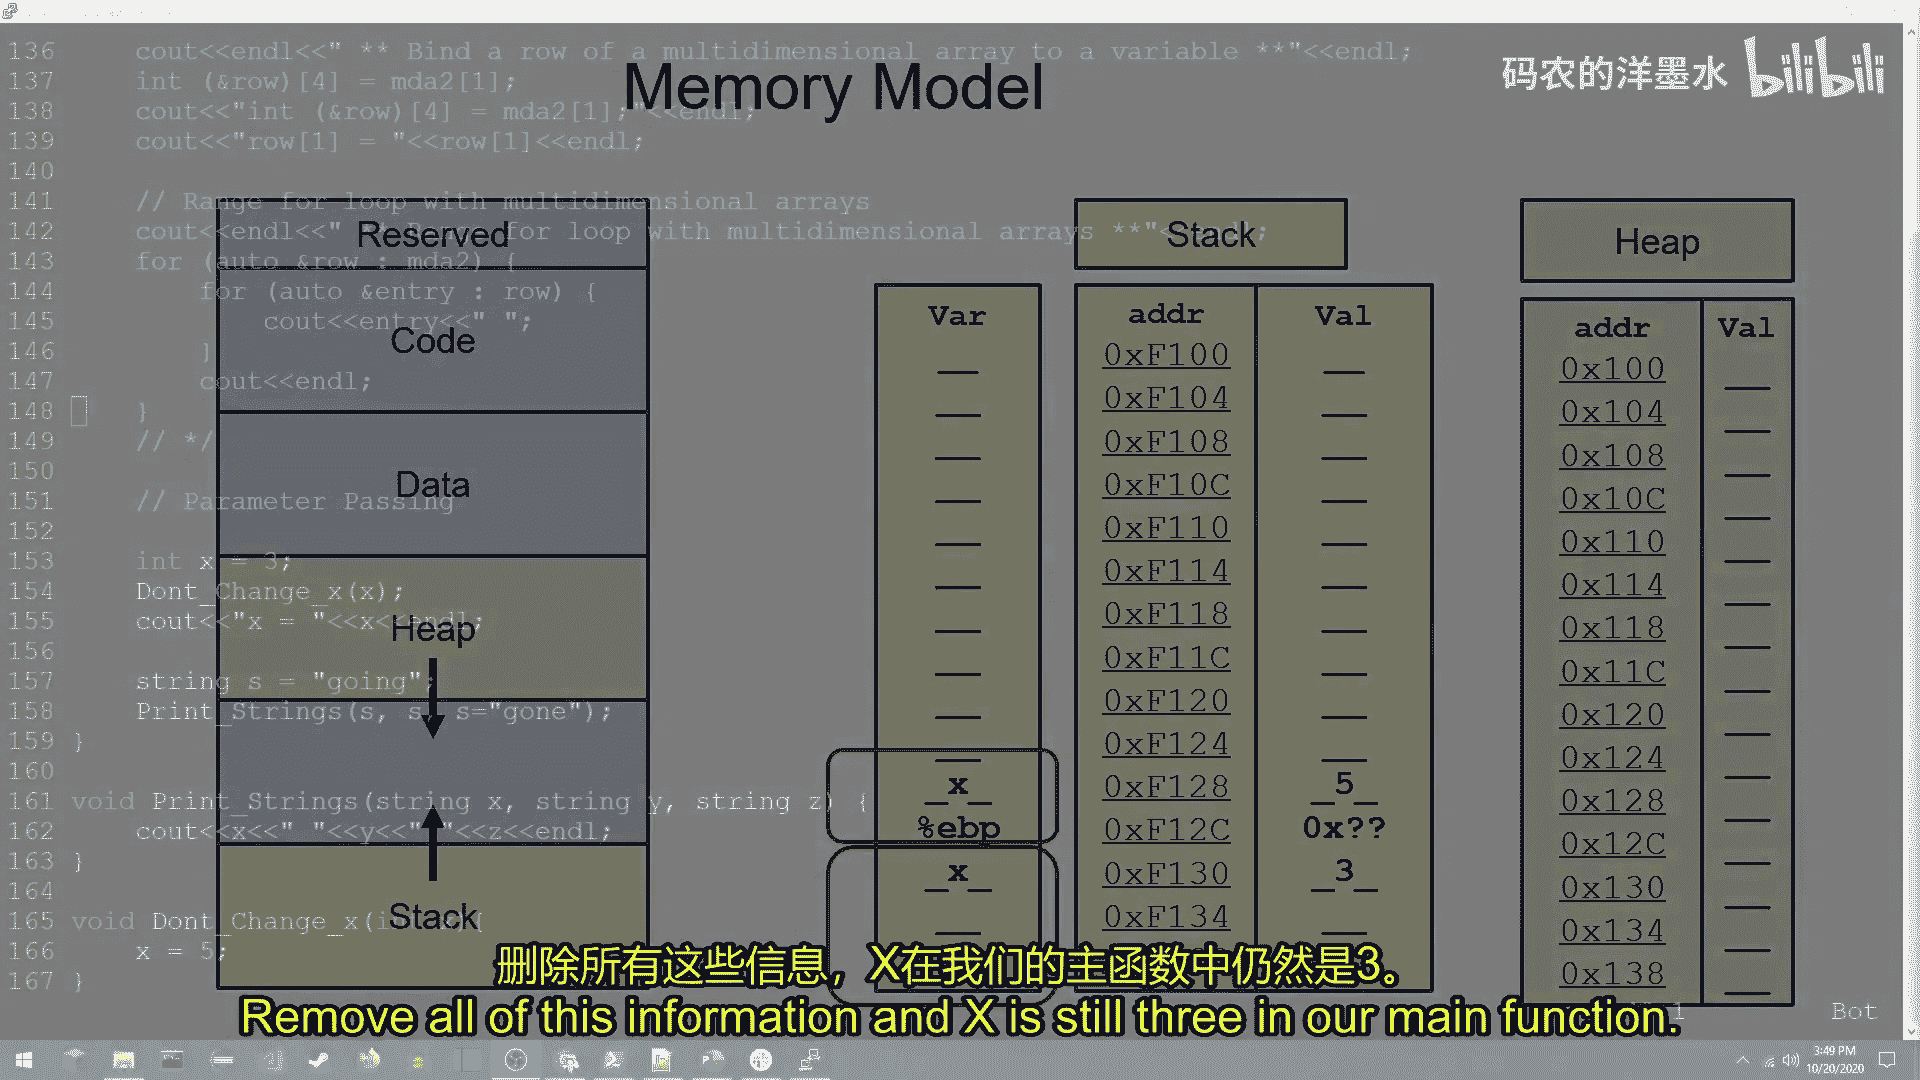 136 cout<<endl<<" ** Bind a row of a multidimensional array to a variable **"<<endl;
137 int (&row)[4] = mda2[1];
138 cout<<"int (&row)[4] = mda2[1];"<<endl;
139 cout<<"row[1] = "<<row[1]<<endl;
140
141 // Range for loop with multidimensional arrays
142 cout<<endl<<" ** for loop with multidimensional arrays **"<
143 for (auto &row : mda2) {
144 for (auto &entry : row) {
145 cout<<entry<<" ";
146 }
147 cout<<endl;
148 }
149 // */
150
151 // Parameter Passing
152
153 int x = 3;
154 Dont_Change_x(x);
155 cout<<"x = "<<x<<endl;
156
157 string s = "going";
158 Print_Strings(s, s, s="gone");
159 }
160
161 void Print_Strings(string x, string y, string z) {
162 cout<<x<<" "<<y<<" "<<z<<endl;
163 }
164
165 void Dont_Change_x(int x) {
166 x = 5;
167 }
Memory Model
码农的洋墨水 bilibili
Reserved
Code
Data
Heap
Stack
Stack
Var addr Val
0xF100
0xF104
0xF108
0xF10C
0xF110
0xF114
0xF118
0xF11C
0xF120
0xF124
x 0xF128 5
%ebp 0xF12C 0x??
x 0xF130 3
0xF134
Heap
addr Val
0x100
0x104
0x108
0x10C
0x110
0x114
0x118
0x11C
0x120
0x124
0x128
0x12C
0x130
0x134
0x138
删除所有这些信息，X在我们的主函数中仍然是3。
Remove all of this information and X is still three in our main function.
Bot
3:49 PM
10/20/2020